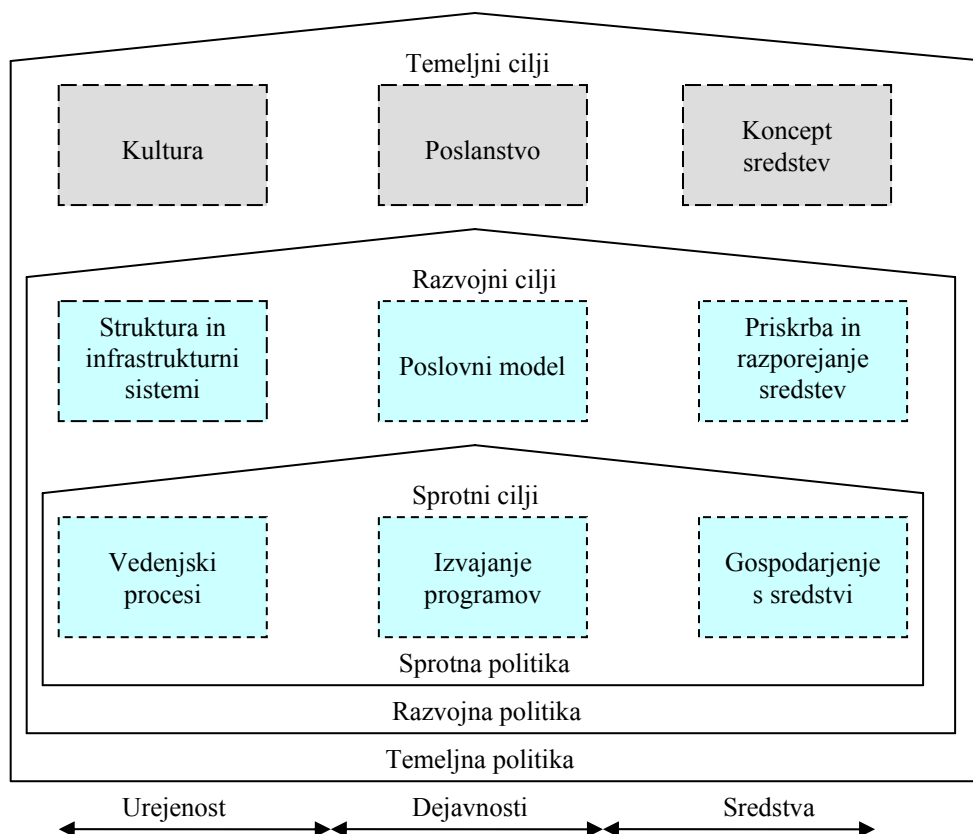 Temeljni cilji
Kultura
Poslanstvo
Koncept
sredstev
Razvojni cilji
Struktura in
infrastrukturni
sistemi
Poslovni model
Priskrba in
razporejanje
sredstev
Sprotni cilji
Vedenjski
procesi
Izvajanje
programov
Gospodarjenje
s sredstvi
Sprotna politika
Razvojna politika
Temeljna politika
Urejenost
Dejavnosti
Sredstva